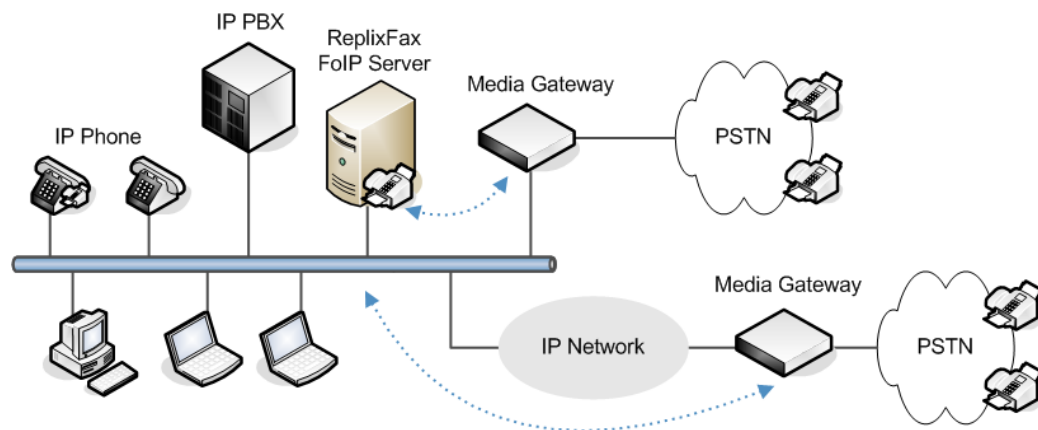 IP PBX
ReplixFax
FoIP Server
Media Gateway
IP Phone
PSTN
Media Gateway
IP Network
PSTN